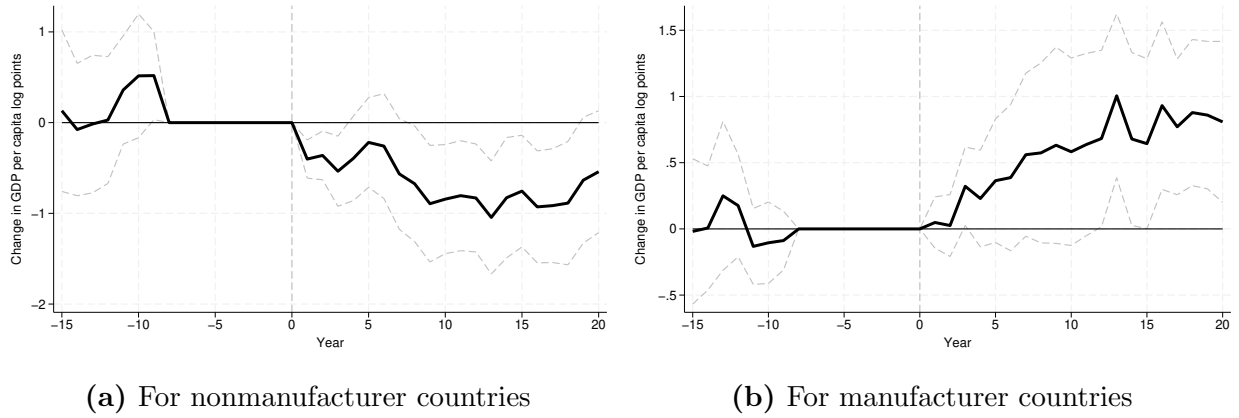 Change in GDP per capita log points
1
0
−1
−2
−15 −10 −5 0 5 10 15 20
Year
(a) For nonmanufacturer countries
Change in GDP per capita log points
1.5
1
.5
0
−.5
−15 −10 −5 0 5 10 15 20
Year
(b) For manufacturer countries